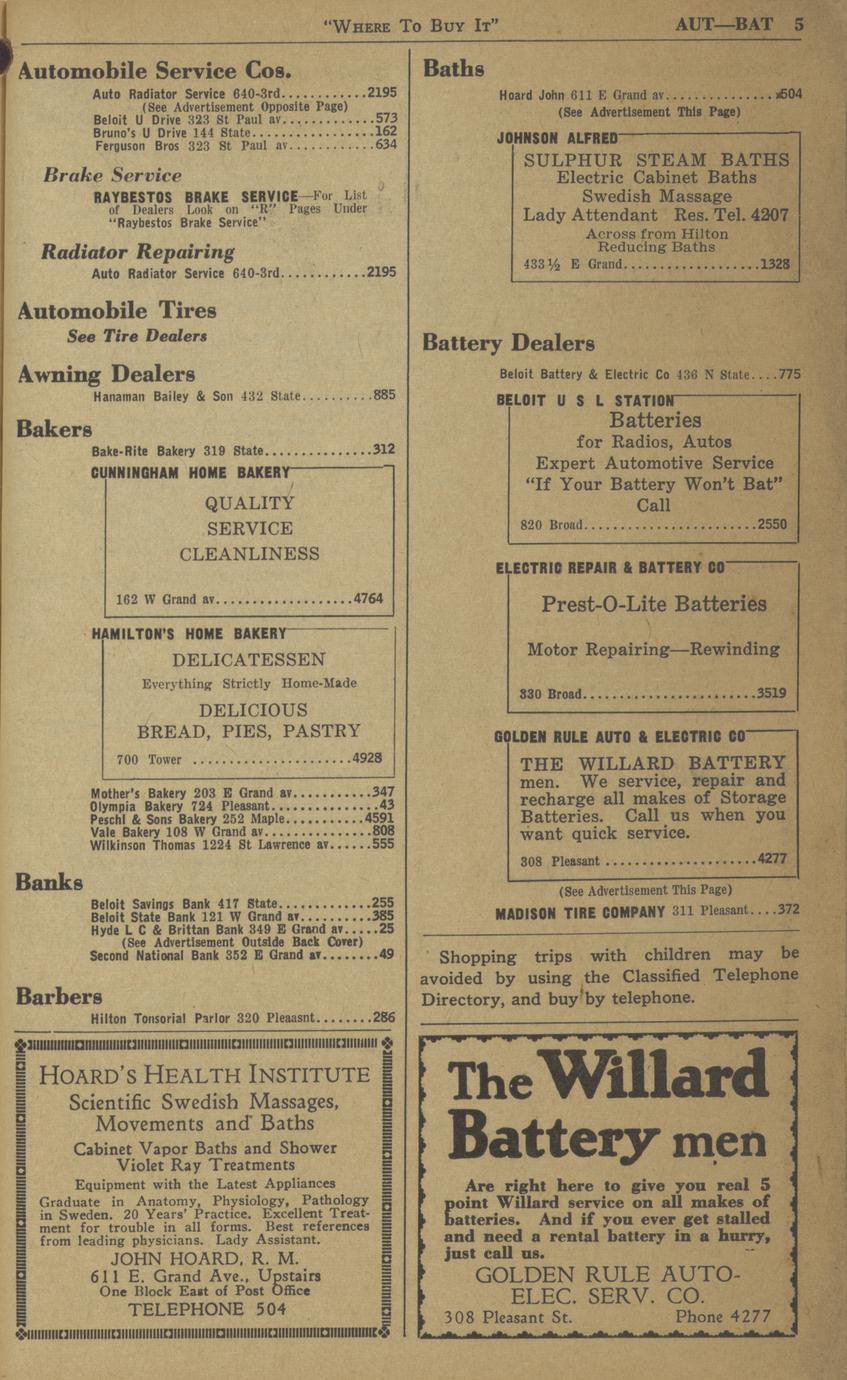 "WHERE TO BUY IT"
AUT—BAT 5
Automobile Service Cos.
Auto Radiator Service 640-3rd............2195
(See Advertisement Opposite Page)
Beloit U Drive 323 St Paul av.............573
Bruno's U Drive 144 State.................162
Ferguson Bros 323 St Paul av............634
Brake Service
RAYBESTOS BRAKE SERVICE—For List
of Dealers Look on "R" Pages Under
"Raybestos Brake Service"
Radiator Repairing
Auto Radiator Service 640-3rd............2195
Automobile Tires
See Tire Dealers
Awning Dealers
Hanaman Bailey & Son 432 State..........885
Bakers
Bake-Rite Bakery 319 State...............312
CUNNINGHAM HOME BAKERY
QUALITY
SERVICE
CLEANLINESS
162 W Grand av...................4764
HAMILTON'S HOME BAKERY
DELICATESSEN
Everything Strictly Home-Made
DELICIOUS
BREAD, PIES, PASTRY
700 Tower ......................4928
Mother's Bakery 203 E Grand av...........347
Olympia Bakery 724 Pleasant...............43
Peschl & Sons Bakery 252 Maple...........4591
Vale Bakery 108 W Grand av...............808
Wilkinson Thomas 1224 St Lawrence av......555
Banks
Beloit Savings Bank 417 State.............255
Beloit State Bank 121 W Grand av..........385
Hyde L C & Brittan Bank 349 E Grand av.....25
(See Advertisement Outside Back Cover)
Second National Bank 352 E Grand av........49
Barbers
Hilton Tonsorial Parlor 320 Pleaasnt........286
HOARD'S HEALTH INSTITUTE
Scientific Swedish Massages,
Movements and Baths
Cabinet Vapor Baths and Shower
Violet Ray Treatments
Equipment with the Latest Appliances
Graduate in Anatomy, Physiology, Pathology
in Sweden. 20 Years' Practice. Excellent Treat-
ment for trouble in all forms. Best references
from leading physicians. Lady Assistant.
JOHN HOARD, R. M.
611 E. Grand Ave., Upstairs
One Block East of Post Office
TELEPHONE 504
Baths
Hoard John 611 E Grand av................*504
(See Advertisement This Page)
JOHNSON ALFRED
SULPHUR STEAM BATHS
Electric Cabinet Baths
Swedish Massage
Lady Attendant Res. Tel. 4207
Across from Hilton
Reducing Baths
433½ E Grand...................1328
Battery Dealers
Beloit Battery & Electric Co 436 N State....775
BELOIT U S L STATION
Batteries
for Radios, Autos
Expert Automotive Service
"If Your Battery Won't Bat"
Call
820 Broad........................2550
ELECTRIC REPAIR & BATTERY CO
Prest-O-Lite Batteries
Motor Repairing—Rewinding
330 Broad........................3519
GOLDEN RULE AUTO & ELECTRIC CO
THE WILLARD BATTERY
men. We service, repair and
recharge all makes of Storage
Batteries. Call us when you
want quick service.
308 Pleasant .....................4277
(See Advertisement This Page)
MADISON TIRE COMPANY 311 Pleasant....372
Shopping trips with children may be
avoided by using the Classified Telephone
Directory, and buy by telephone.
The Willard
Battery men
Are right here to give you real 5
point Willard service on all makes of
batteries. And if you ever get stalled
and need a rental battery in a hurry,
just call us.
GOLDEN RULE AUTO-
ELEC. SERV. CO.
308 Pleasant St. Phone 4277